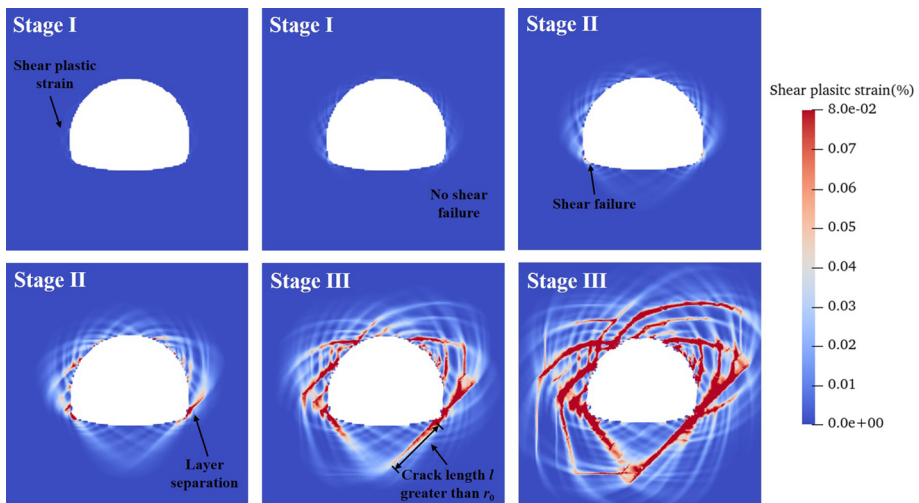 Stage I
Shear plastic
strain
Stage I
No shear
failure
Stage II
Shear failure
Shear plasitc strain(%)
8.0e-02
0.07
0.06
0.05
0.04
0.03
0.02
0.01
0.0e+00
Stage II
Layer
separation
Stage III
Crack length l
greater than r₀
Stage III